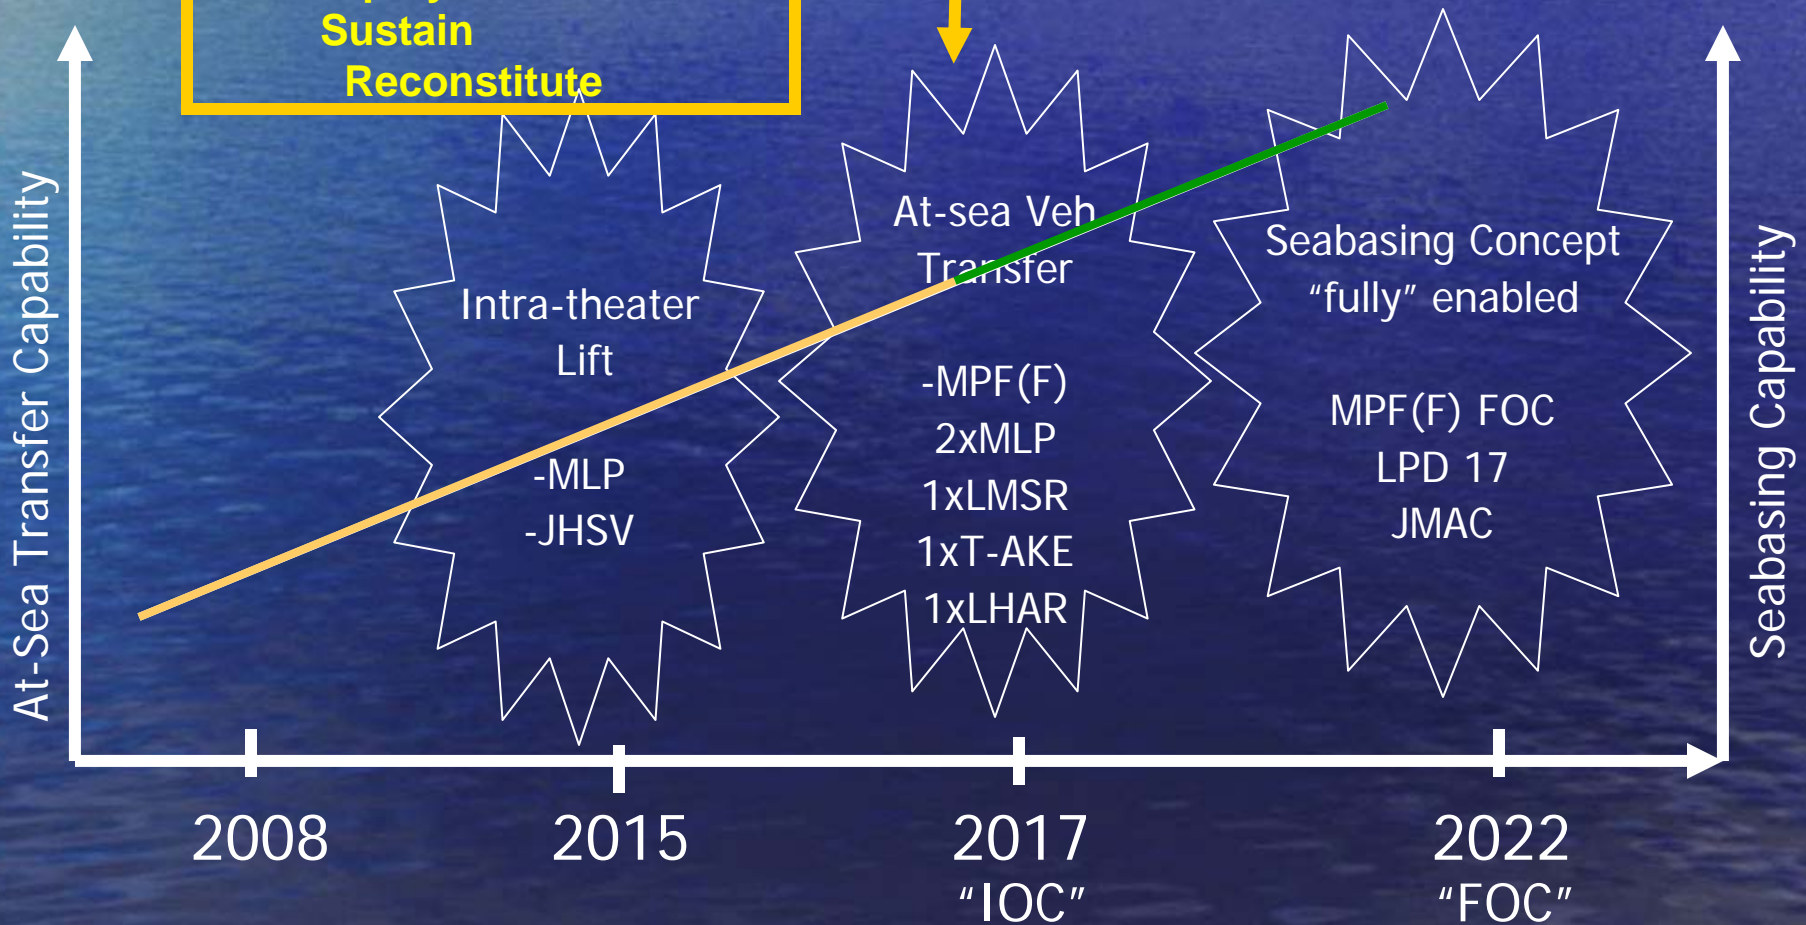 Sustain
Reconstitute
At-Sea Transfer Capability
Intra-theater
Lift
-MLP
-JHSV
At-sea Veh
Transfer
-MPF(F)
2xMLP
1xLMSR
1xT-AKE
1xLHAR
Seabasing Concept
“fully” enabled
MPF(F) FOC
LPD 17
JMAC
Seabasing Capability
2008
2015
2017
“IOC”
2022
“FOC”